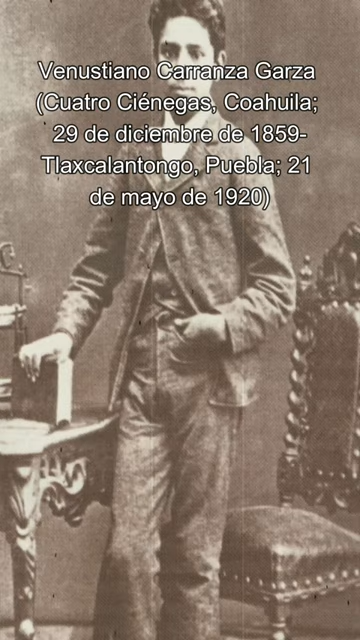 Venustiano Carranza Garza
(Cuatro Ciénegas, Coahuila;
29 de diciembre de 1859-
Tlaxcalantongo, Puebla; 21
de mayo de 1920)